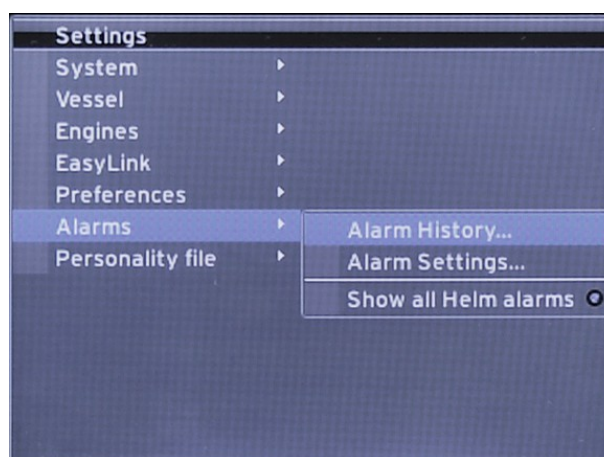 Settings
System
Vessel
Engines
EasyLink
Preferences
Alarms
Personality file
Alarm History...
Alarm Settings...
Show all Helm alarms